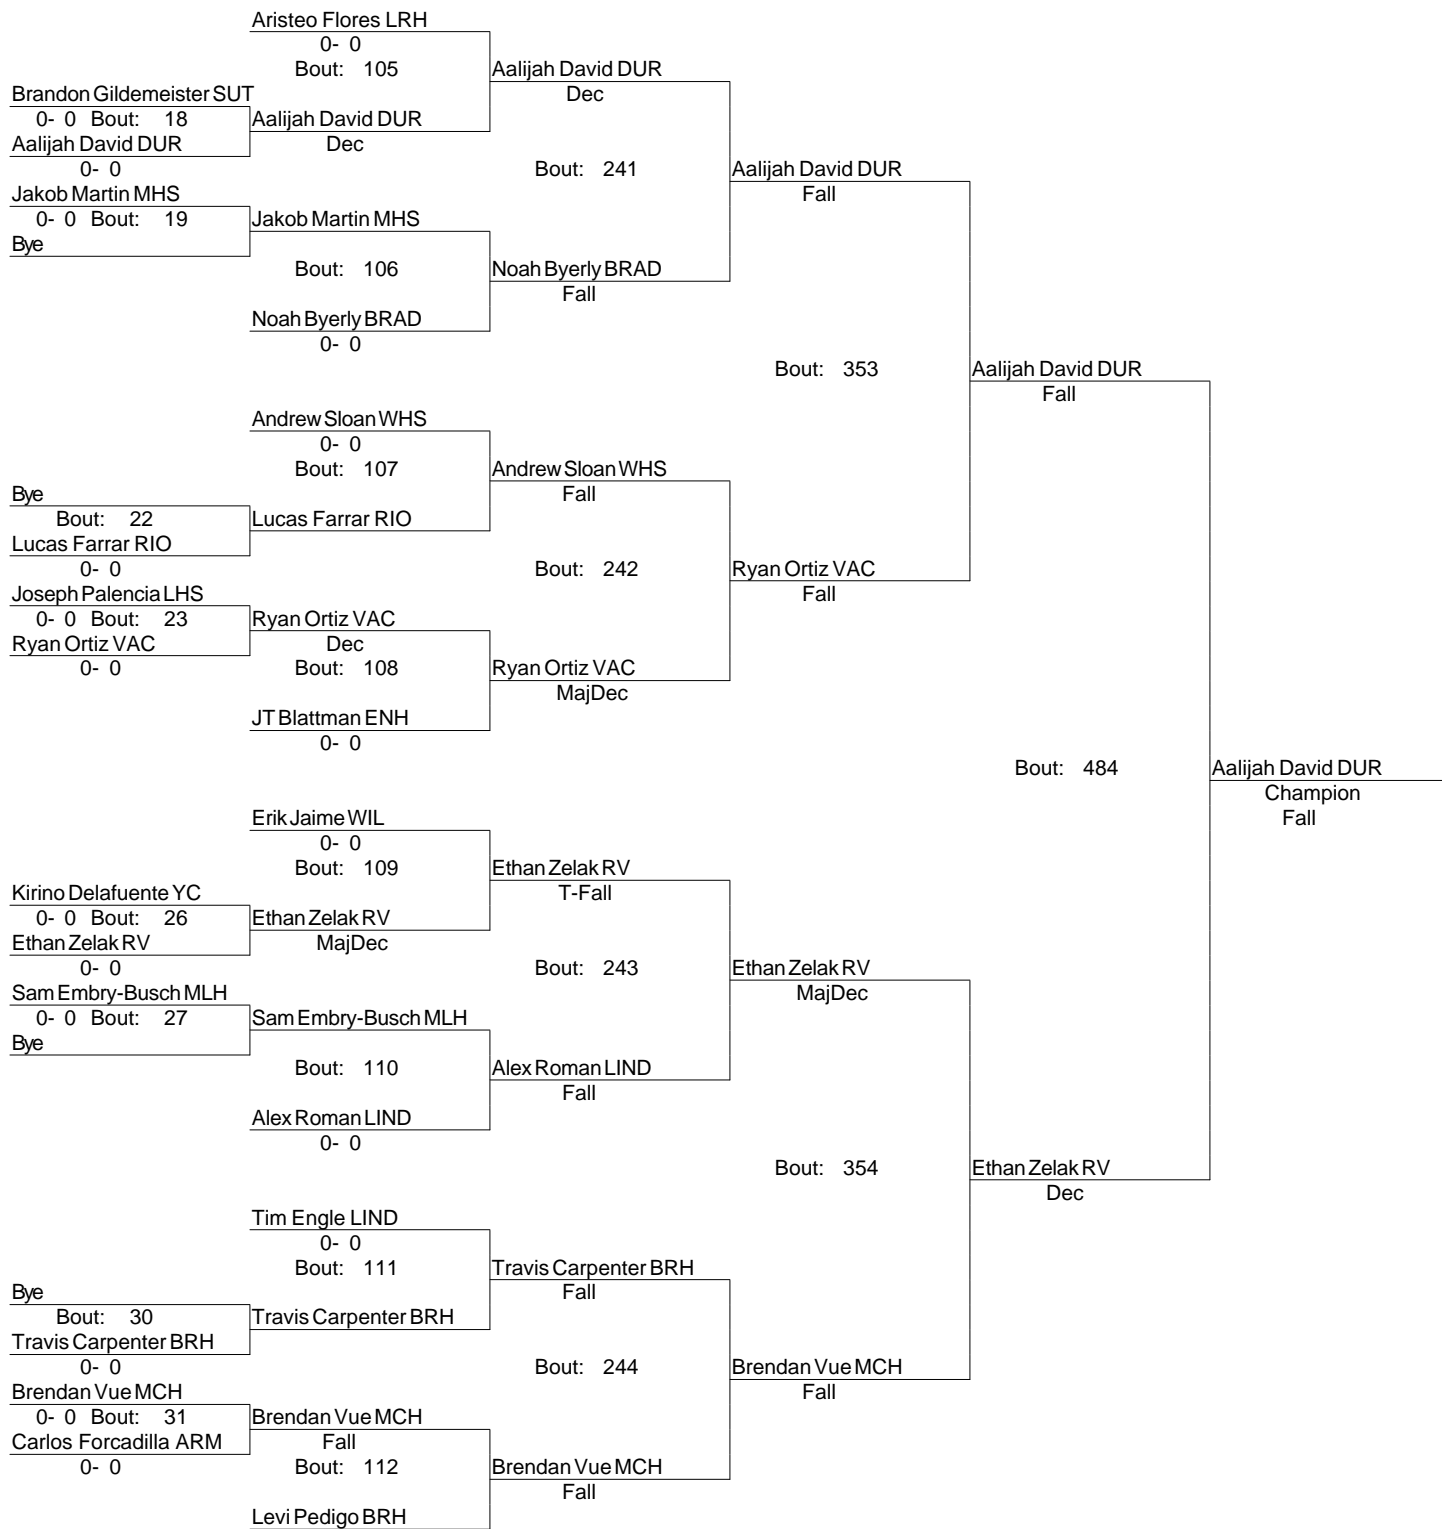 Aristeo Flores LRH
0- 0
Bout: 105
Aalijah David DUR
Dec
Brandon Gildemeister SUT
0- 0 Bout: 18
Aalijah David DUR
Dec
Aalijah David DUR
0- 0
Bout: 241
Aalijah David DUR
Fall
Jakob Martin MHS
0- 0 Bout: 19
Jakob Martin MHS
Bye
Bout: 106
Noah Byerly BRAD
Fall
Noah Byerly BRAD
0- 0
Bout: 353
Aalijah David DUR
Fall
Andrew Sloan WHS
0- 0
Bout: 107
Andrew Sloan WHS
Fall
Bye
Bout: 22
Lucas Farrar RIO
Lucas Farrar RIO
0- 0
Bout: 242
Ryan Ortiz VAC
Fall
Joseph Palencia LHS
0- 0 Bout: 23
Ryan Ortiz VAC
Dec
Ryan Ortiz VAC
0- 0
Bout: 108
Ryan Ortiz VAC
MajDec
JT Blattman ENH
0- 0
Bout: 484
Aalijah David DUR
Champion
Fall
Erik Jaime WIL
0- 0
Bout: 109
Ethan Zelak RV
T-Fall
Kirino Delafuente YC
0- 0 Bout: 26
Ethan Zelak RV
MajDec
Ethan Zelak RV
0- 0
Bout: 243
Ethan Zelak RV
MajDec
Sam Embry-Busch MLH
0- 0 Bout: 27
Sam Embry-Busch MLH
Bye
Bout: 110
Alex Roman LIND
Fall
Alex Roman LIND
0- 0
Bout: 354
Ethan Zelak RV
Dec
Tim Engle LIND
0- 0
Bout: 111
Travis Carpenter BRH
Fall
Bye
Bout: 30
Travis Carpenter BRH
Travis Carpenter BRH
0- 0
Bout: 244
Brendan Vue MCH
Fall
Brendan Vue MCH
0- 0 Bout: 31
Brendan Vue MCH
Fall
Carlos Forcadilla ARM
0- 0
Bout: 112
Brendan Vue MCH
Fall
Levi Pedigo BRH